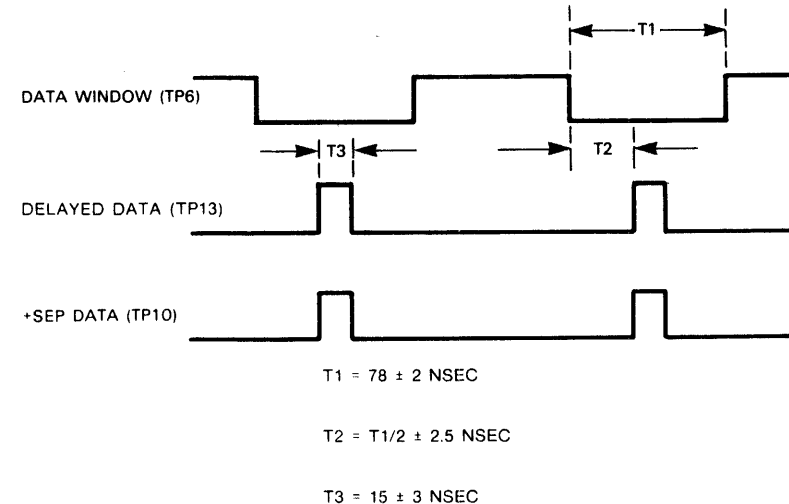 T1
DATA WINDOW (TP6)
T3
T2
DELAYED DATA (TP13)
+SEP DATA (TP10)
T1 = 78 ± 2 NSEC
T2 = T1/2 ± 2.5 NSEC
T3 = 15 ± 3 NSEC